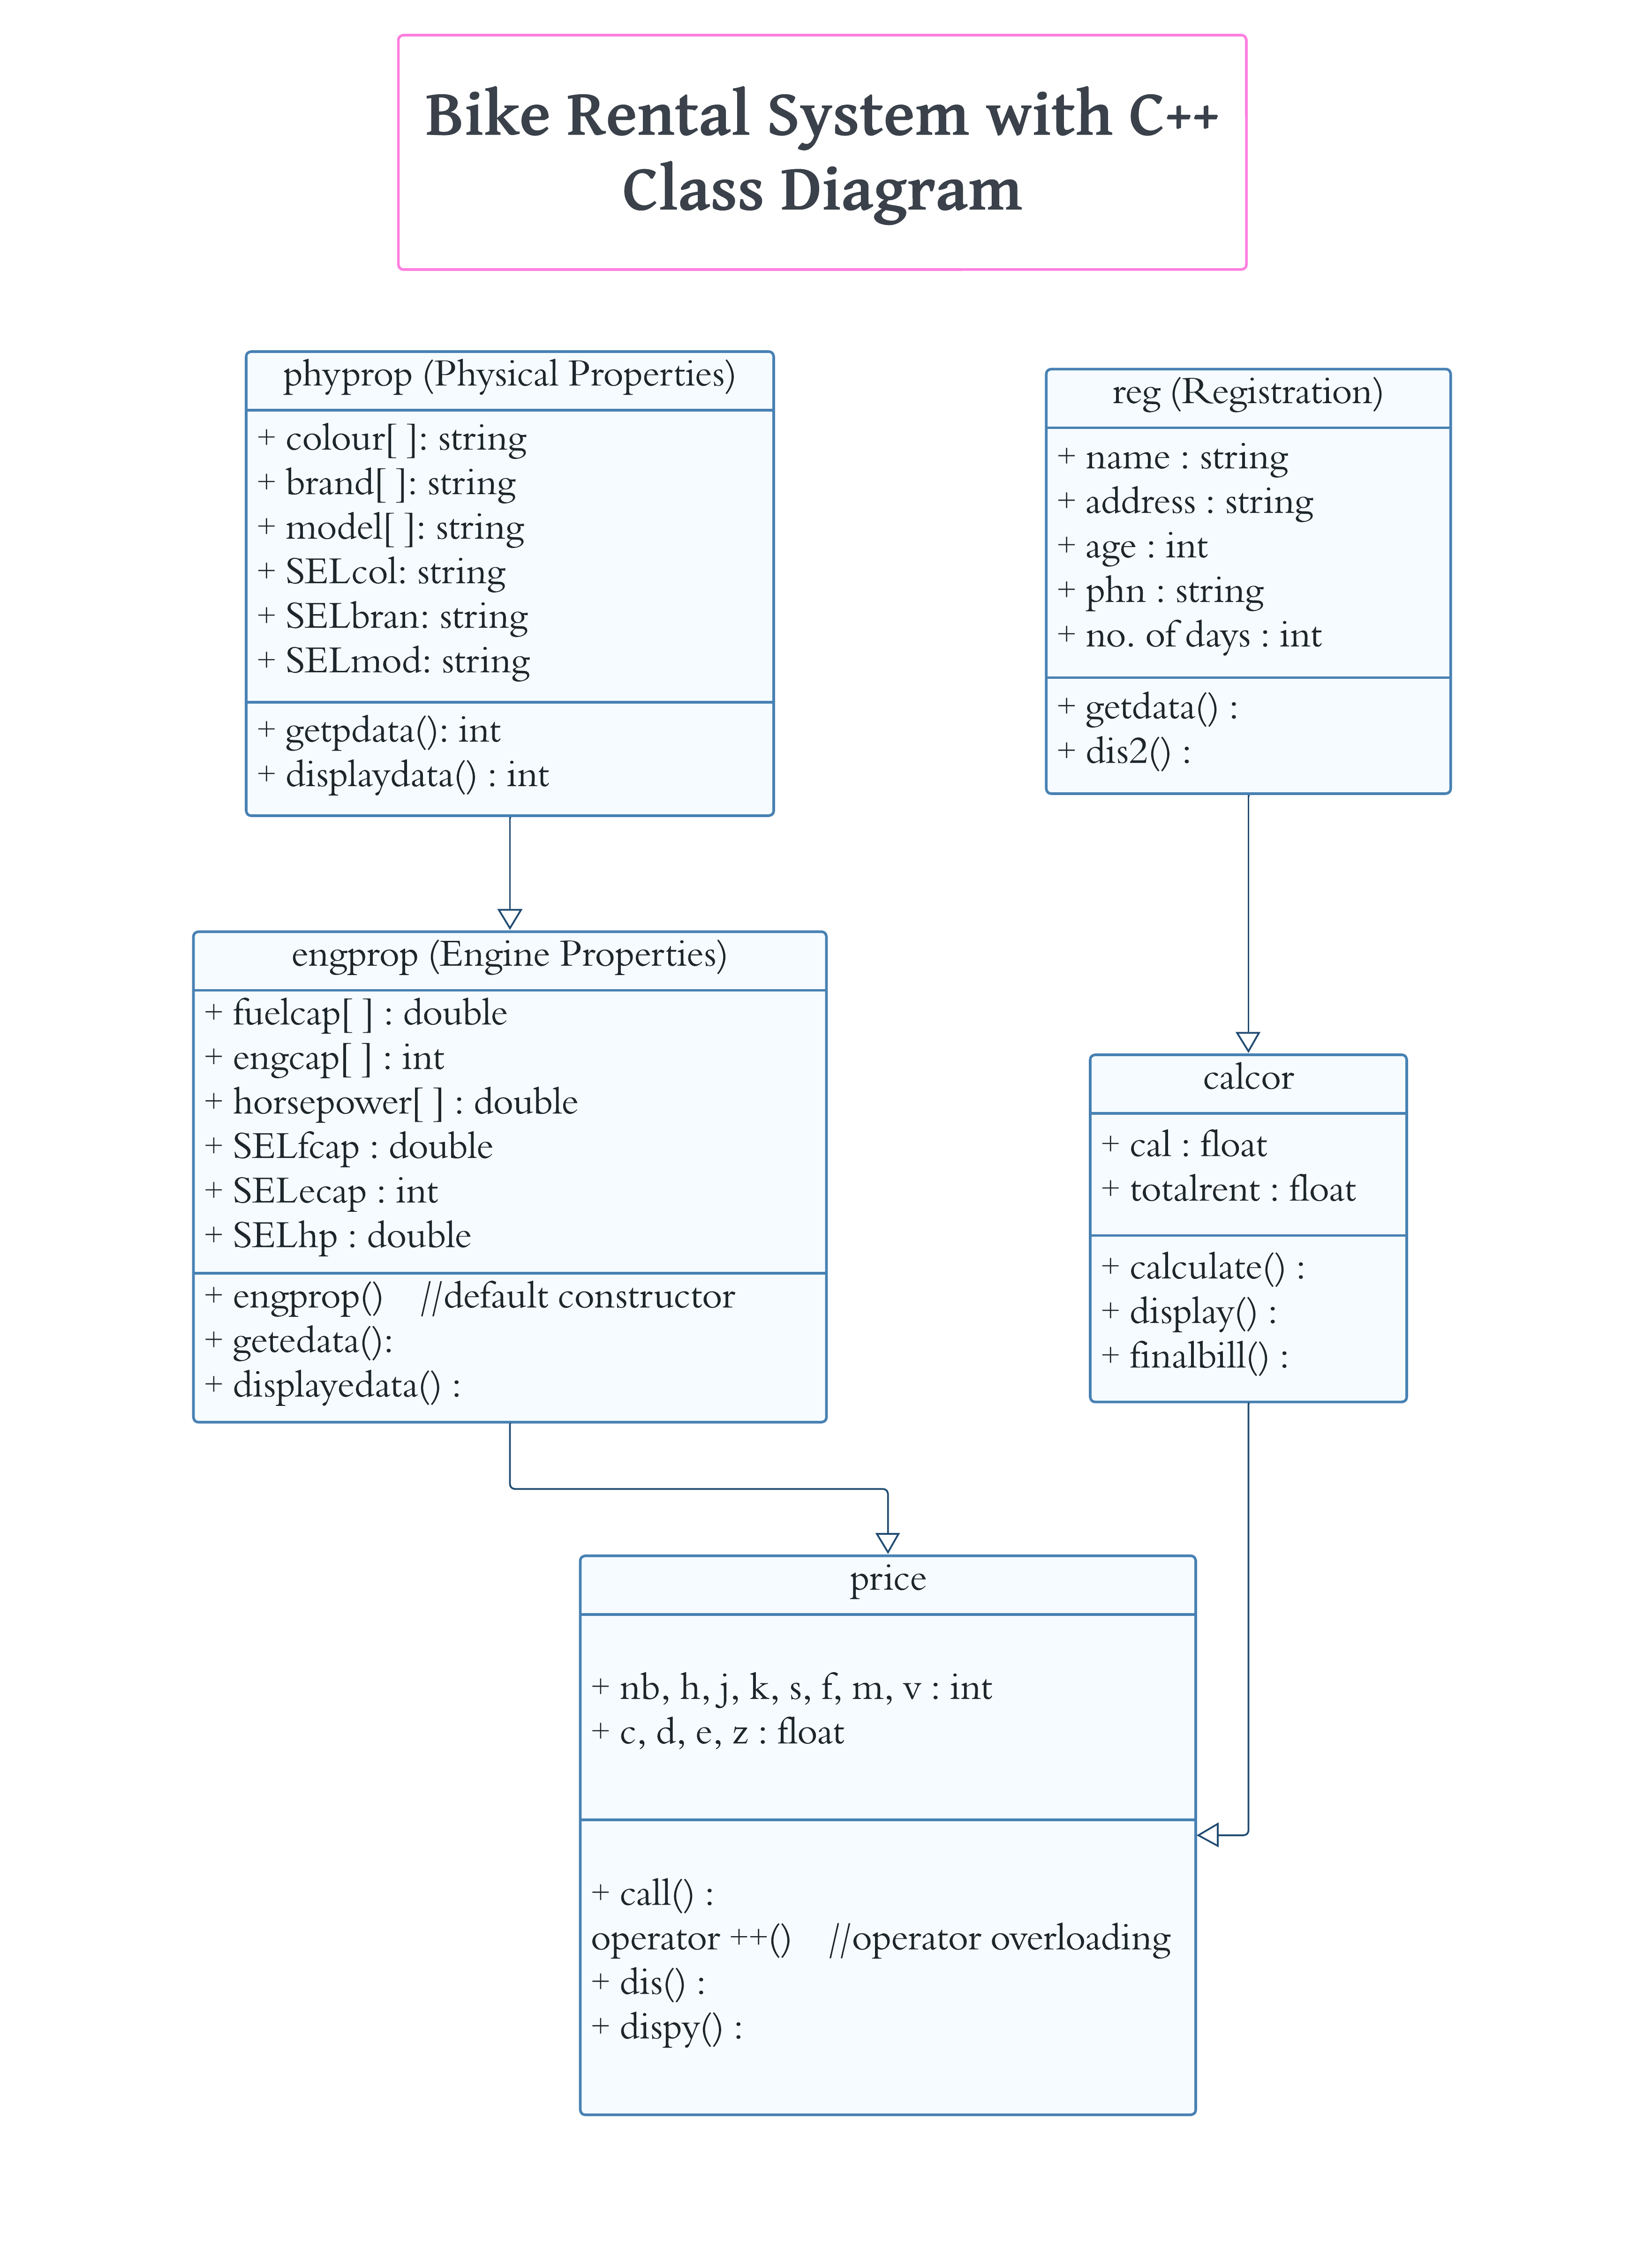 Bike Rental System with C++
Class Diagram
phyprop (Physical Properties)
+ colour[ ]: string
+ brand[ ]: string
+ model[ ]: string
+ SELcol: string
+ SELbran: string
+ SELmod: string
+ getpdata(): int
+ displaydata() : int
reg (Registration)
+ name : string
+ address : string
+ age : int
+ phn : string
+ no. of days : int
+ getdata() :
+ dis2() :
engprop (Engine Properties)
+ fuelcap[ ] : double
+ engcap[ ] : int
+ horsepower[ ] : double
+ SELfcap : double
+ SELecap : int
+ SELhp : double
+ engprop() //default constructor
+ getedata():
+ displayedata() :
calcor
+ cal : float
+ totalrent : float
+ calculate() :
+ display() :
+ finalbill() :
price
+ nb, h, j, k, s, f, m, v : int
+ c, d, e, z : float
+ call() :
operator ++() //operator overloading
+ dis() :
+ dispy() :